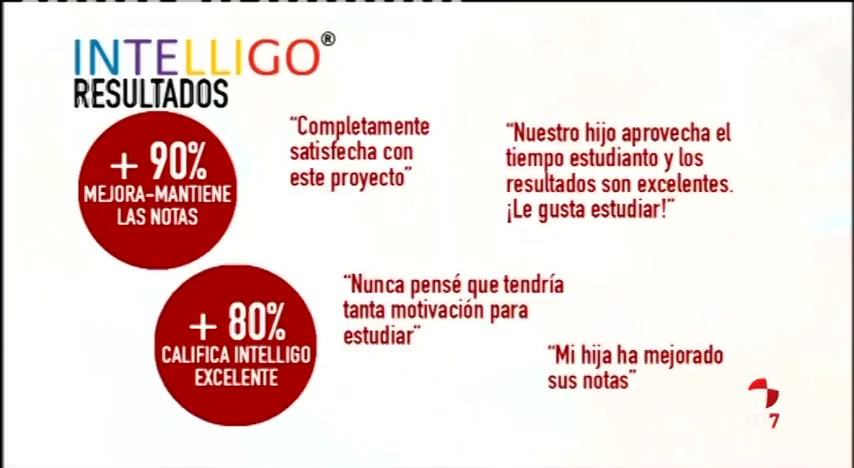 INTELLIGO®
RESULTADOS
+ 90%
MEJORA-MANTIENE
LAS NOTAS
“Completamente
satisfecha con
este proyecto”
“Nuestro hijo aprovecha el
tiempo estudianto y los
resultados son excelentes.
¡Le gusta estudiar!”
+ 80%
CALIFICA INTELLIGO
EXCELENTE
“Nunca pensé que tendría
tanta motivación para
estudiar”
“Mi hija ha mejorado
sus notas”
7